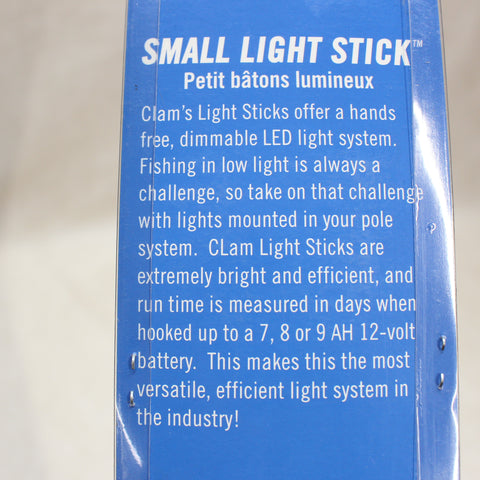 SMALL LIGHT STICK™
Petit bâtons lumineux
Clam's Light Sticks offer a hands
free, dimmable LED light system.
Fishing in low light is always a
challenge, so take on that challenge
with lights mounted in your pole
system. CLam Light Sticks are
extremely bright and efficient, and
run time is measured in days when
hooked up to a 7, 8 or 9 AH 12-volt
battery. This makes this the most
versatile, efficient light system in
the industry!